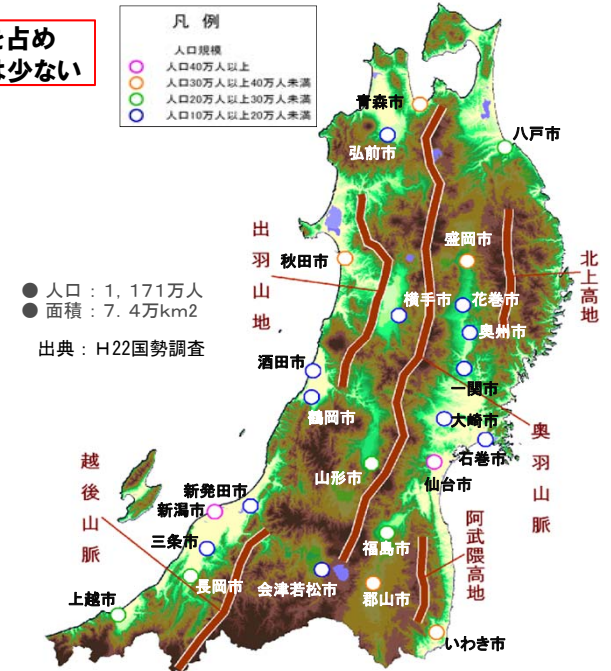 を占め
は少ない
凡 例
人口規模
人口40万人以上
人口30万人以上40万人未満
人口20万人以上30万人未満
人口10万人以上20万人未満
青森市
弘前市
八戸市
出羽山地
秋田市
盛岡市
北上高地
● 人口 : 1, 171万人
● 面積 : 7. 4万km2
横手市
花巻市
奥州市
出典 : H22国勢調査
酒田市
一関市
鶴岡市
大崎市
石巻市
奥羽山脈
越後山脈
山形市
仙台市
新発田市
新潟市
阿武隈高地
三条市
福島市
長岡市
会津若松市
郡山市
上越市
いわき市